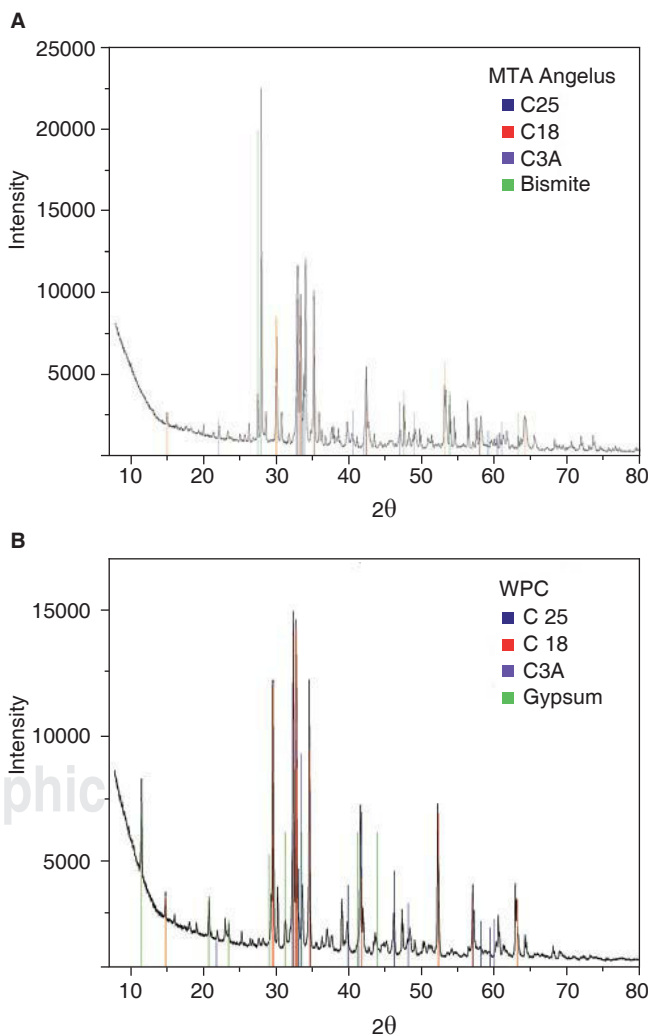 A
25000
20000
15000
10000
5000
Intensity
MTA Angelus
C25
C18
C3A
Bismite
10 20 30 40 50 60 70 80
2θ
B
15000
10000
5000
Intensity
WPC
C 25
C 18
C3A
Gypsum
phic
10 20 30 40 50 60 70 80
2θ